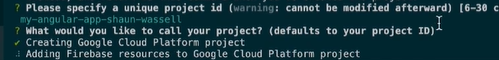 ? Please specify a unique project id (warning: cannot be modified afterward) [6-30 c
my-angular-app-shaun-wassell
? What would you like to call your project? (defaults to your project ID)
✔ Creating Google Cloud Platform project
⠼ Adding Firebase resources to Google Cloud Platform project